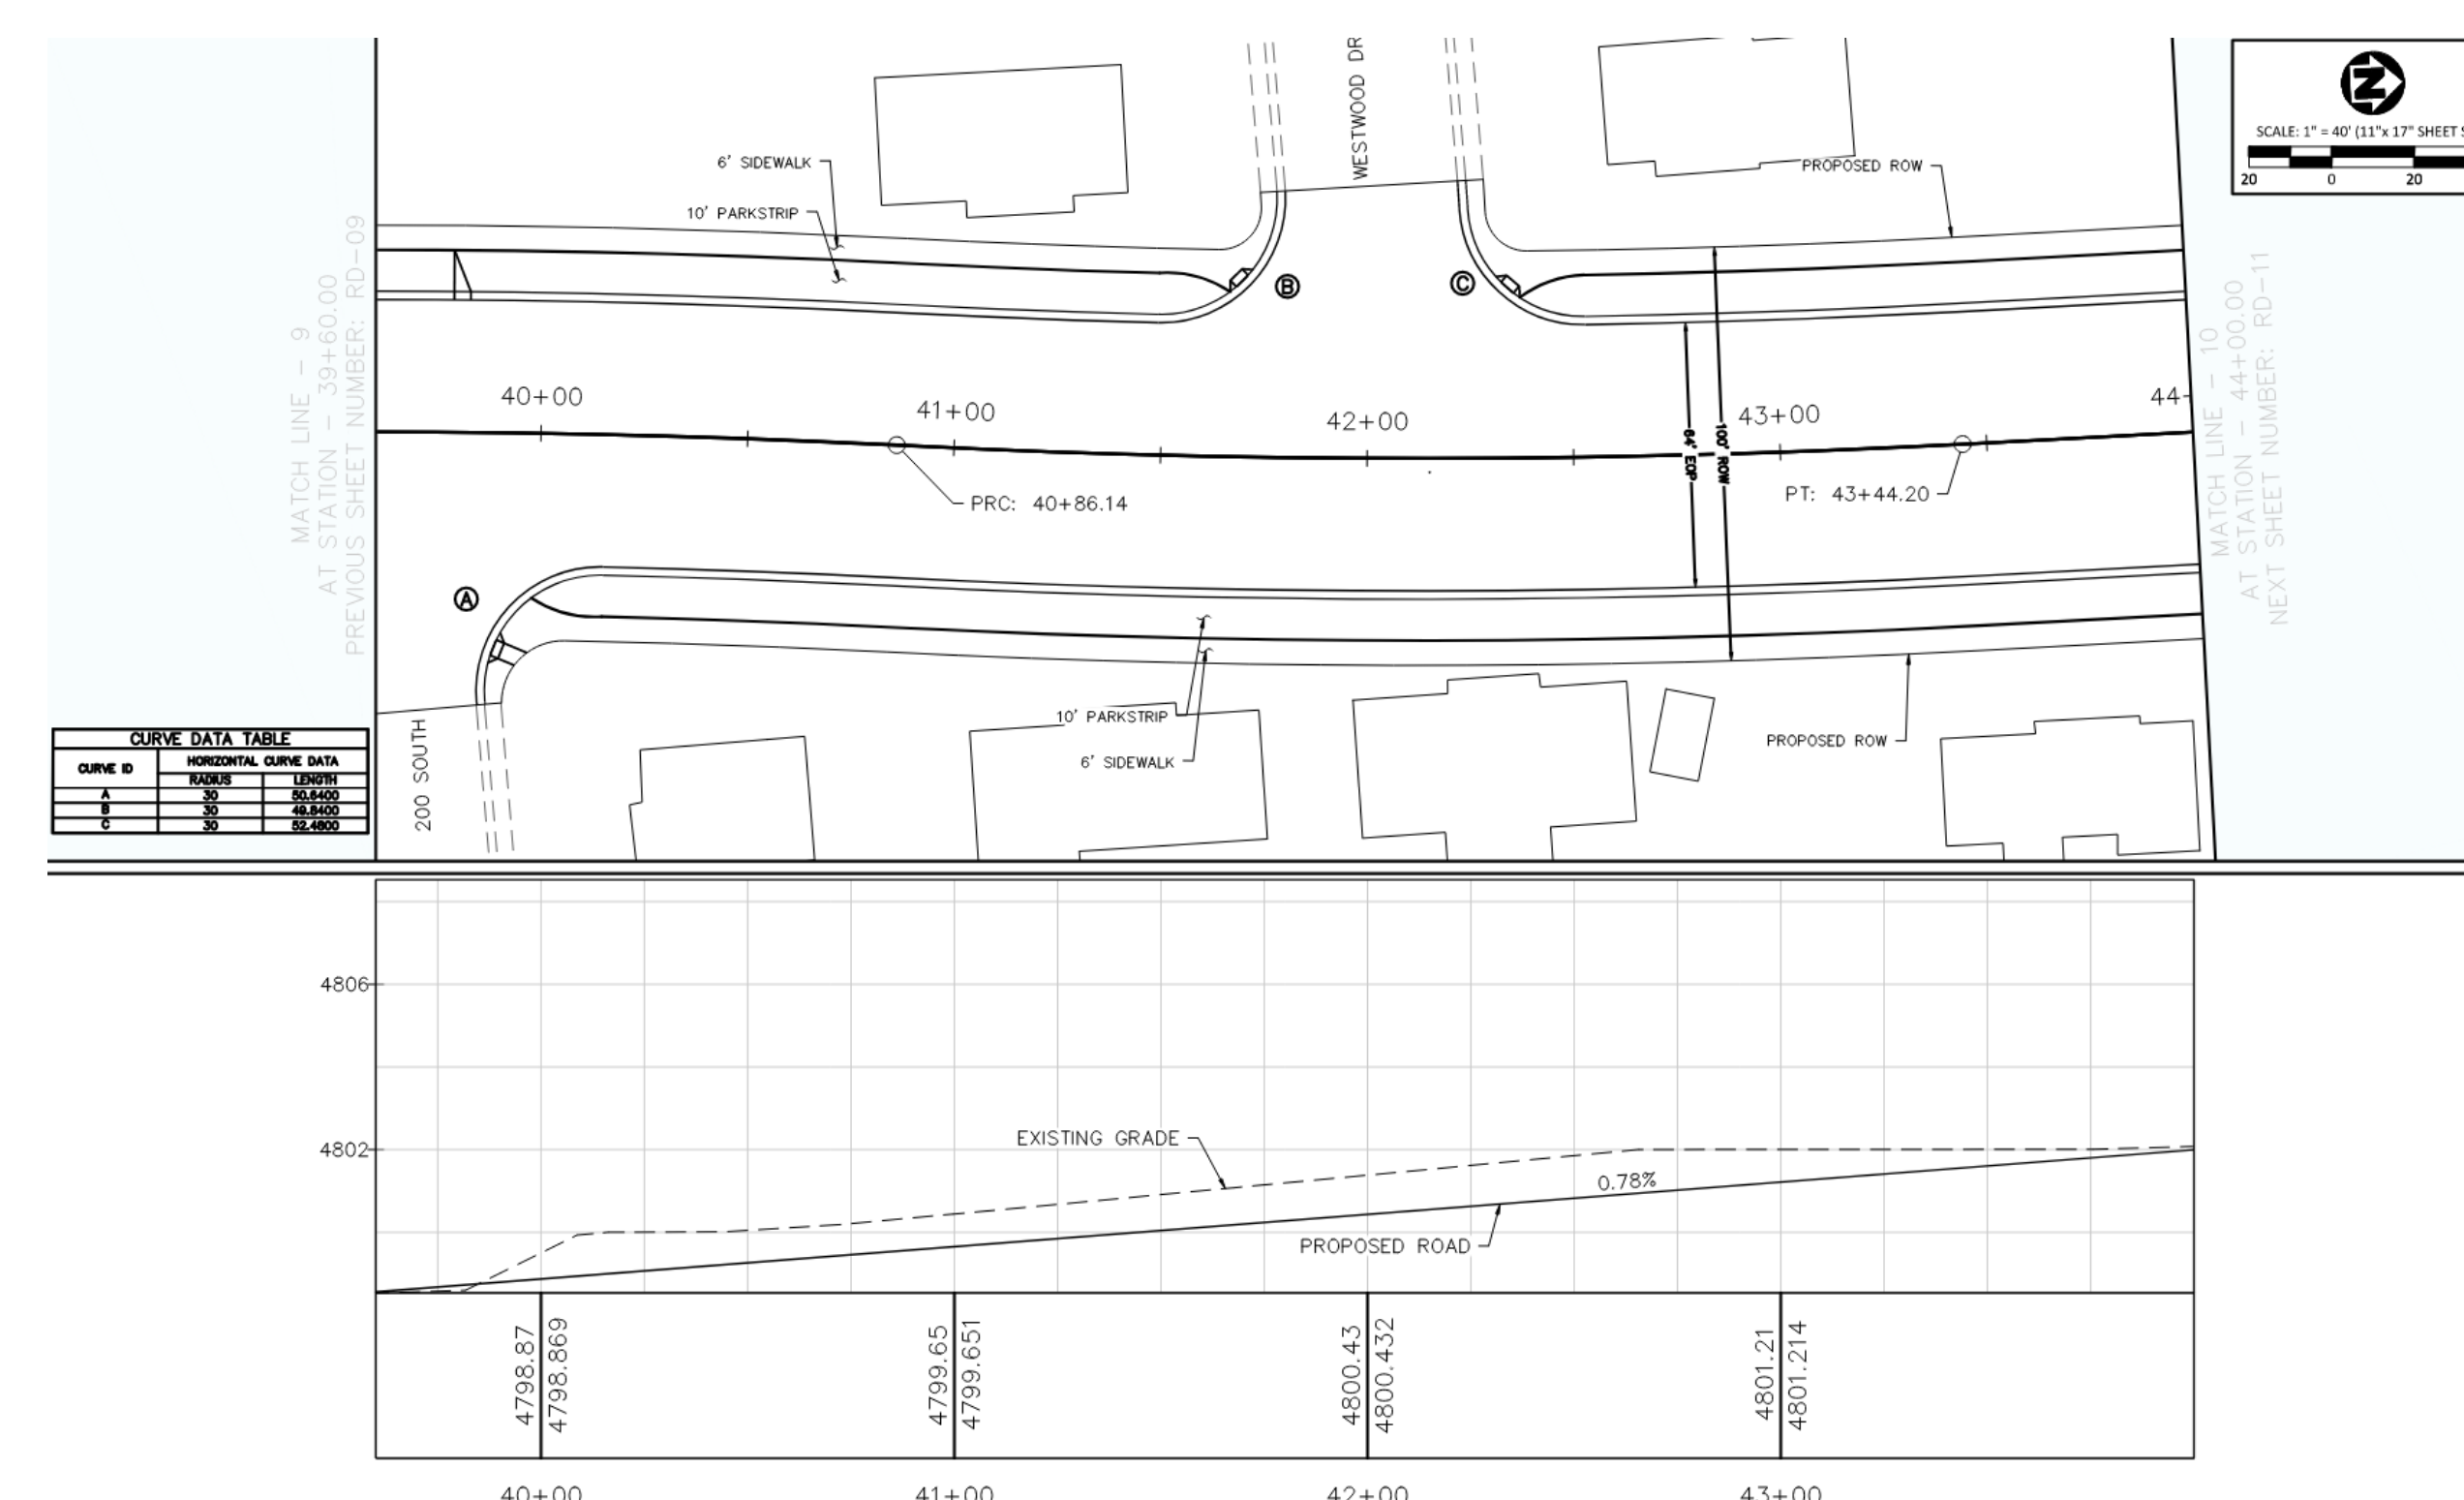 WESTWOOD DR
SCALE: 1" = 40' (11"x 17" SHEET
20 0 20
6' SIDEWALK
10' PARKSTRIP
PROPOSED ROW
MATCH LINE - 9
AT STATION - 39+60.00
PREVIOUS SHEET NUMBER: RD-09
B
C
40+00
41+00
42+00
43+00
44
64' EOP
100' ROW
PRC: 40+86.14
PT: 43+44.20
MATCH LINE - 10
AT STATION - 44+00.00
NEXT SHEET NUMBER: RD-11
A
10' PARKSTRIP
6' SIDEWALK
PROPOSED ROW
200 SOUTH
CURVE DATA TABLE
CURVE ID HORIZONTAL CURVE DATA
RADIUS LENGTH
A 30 50.6400
B 30 49.8400
C 30 52.4800
4806
4802
EXISTING GRADE
0.78%
PROPOSED ROAD
4798.87
4798.869
4799.65
4799.651
4800.43
4800.432
4801.21
4801.214
40+00
41+00
42+00
43+00